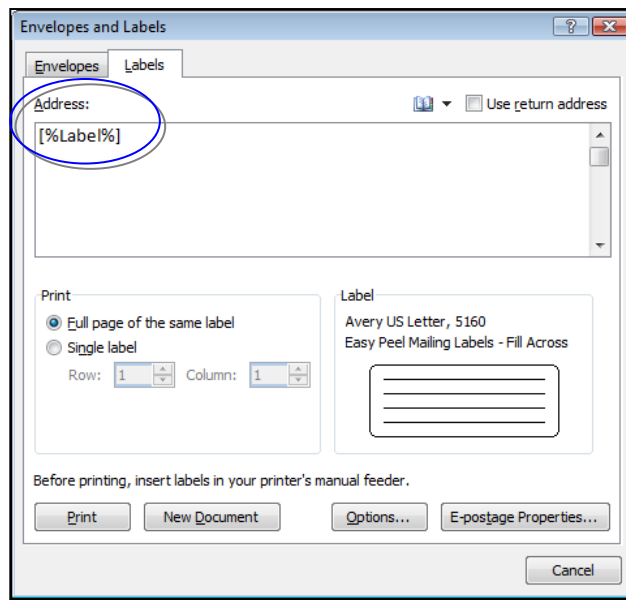 Envelopes and Labels
Envelopes Labels
Address: Use return address
[%Label%]
Print
Full page of the same label
Single label
Row: 1 Column: 1
Label
Avery US Letter, 5160
Easy Peel Mailing Labels - Fill Across
Before printing, insert labels in your printer's manual feeder.
Print New Document Options... E-postage Properties...
Cancel